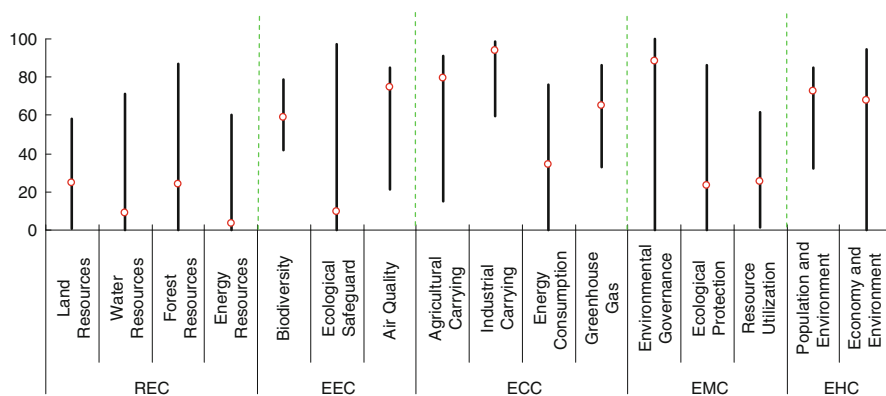 100
80
60
40
20
0
Land
Resources
Water
Resources
Forest
Resources
Energy
Resources
Biodiversity
Ecological
Safeguard
Air Quality
Agricultural
Carrying
Industrial
Carrying
Energy
Consumption
Greenhouse
Gas
Environmental
Governance
Ecological
Protection
Resource
Utilization
Population and
Environment
Economy and
Environment
REC
EEC
ECC
EMC
EHC